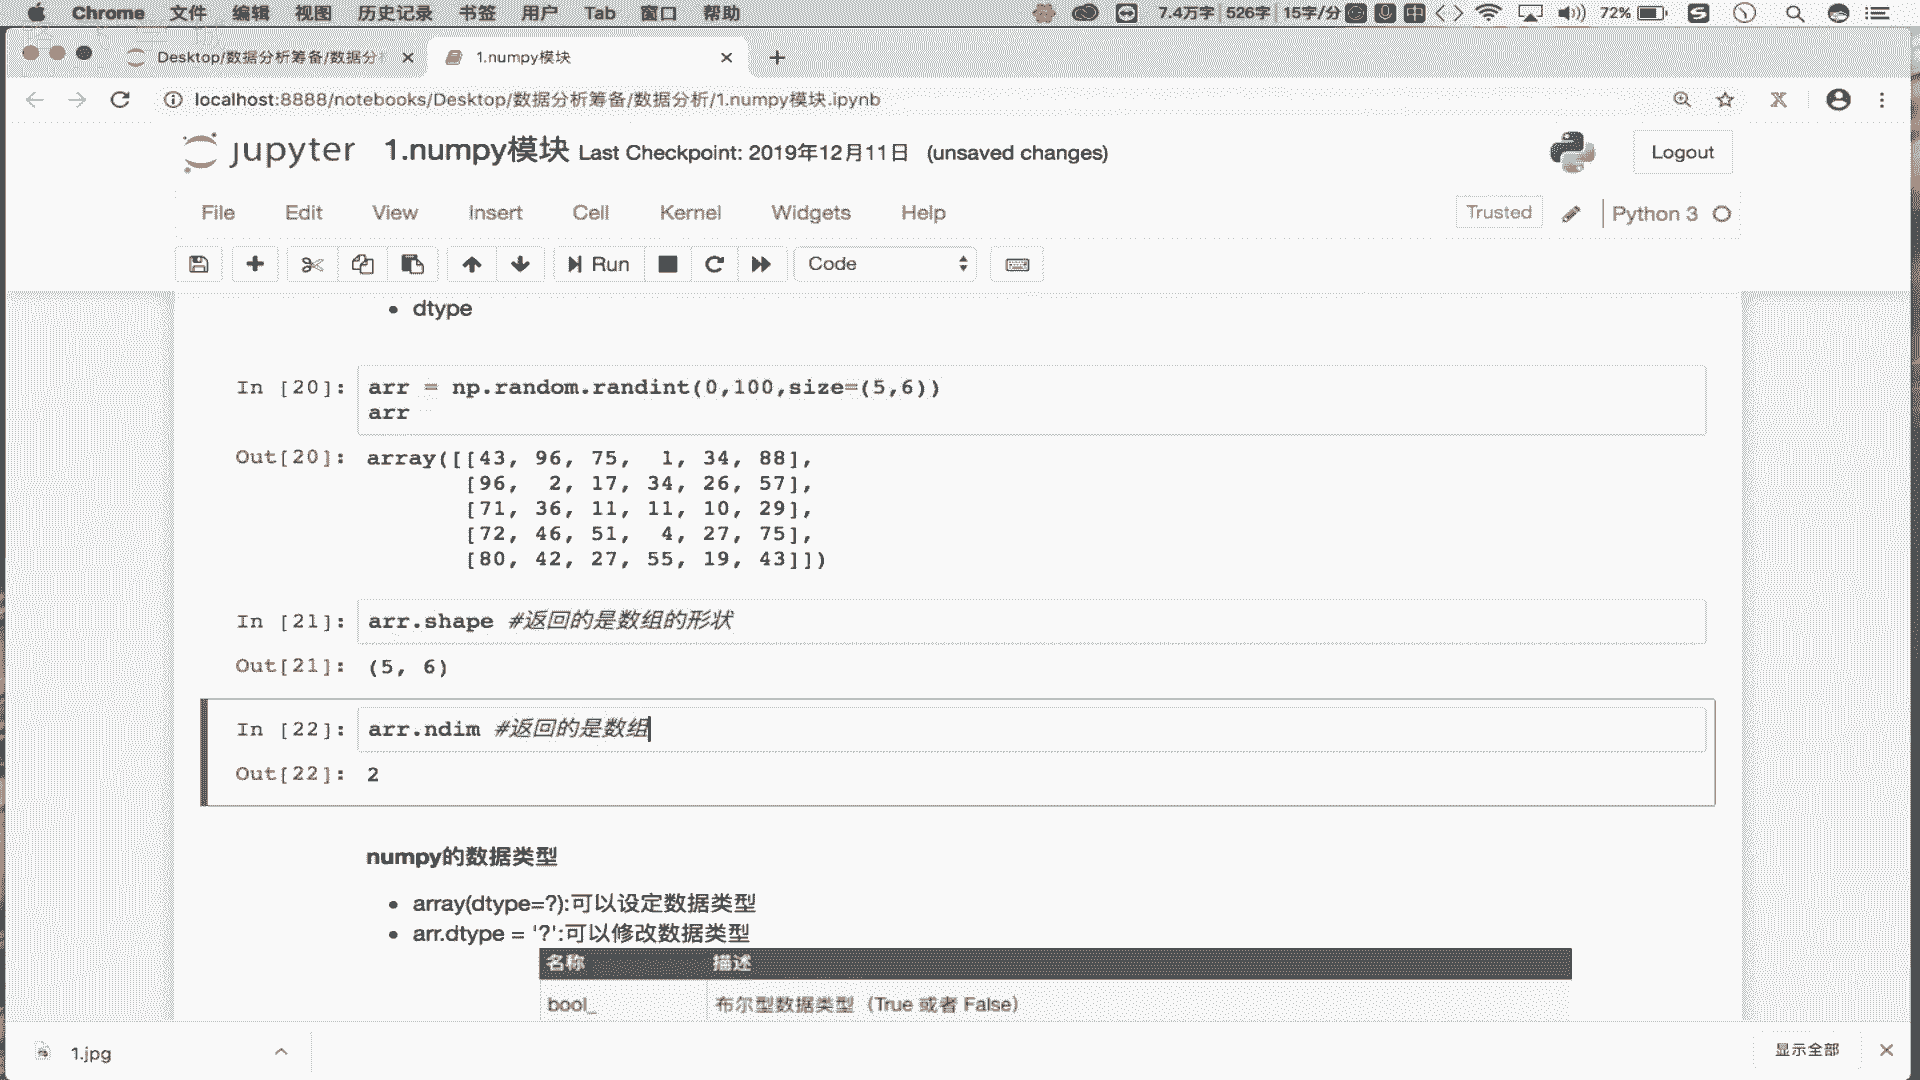 Chrome 文件 编辑 视图 历史记录 书签 用户 Tab 窗口 帮助 7.4万字 526字 15字/分 中 72% S
Desktop/数据分析筹备/数据分 1.numpy模块
localhost:8888/notebooks/Desktop/数据分析筹备/数据分析/1.numpy模块.ipynb
jupyter 1.numpy模块 Last Checkpoint: 2019年12月11日 (unsaved changes) Logout
File Edit View Insert Cell Kernel Widgets Help Trusted Python 3
Run Code
dtype
In [20]: arr = np.random.randint(0,100,size=(5,6))
arr
Out[20]: array([[43, 96, 75, 1, 34, 88],
[96, 2, 17, 34, 26, 57],
[71, 36, 11, 11, 10, 29],
[72, 46, 51, 4, 27, 75],
[80, 42, 27, 55, 19, 43]])
In [21]: arr.shape #返回的是数组的形状
Out[21]: (5, 6)
In [22]: arr.ndim #返回的是数组
Out[22]: 2
numpy的数据类型
array(dtype=?):可以设定数据类型
arr.dtype = '?':可以修改数据类型
名称 描述
bool_ 布尔型数据类型（True 或者 False）
1.jpg 显示全部